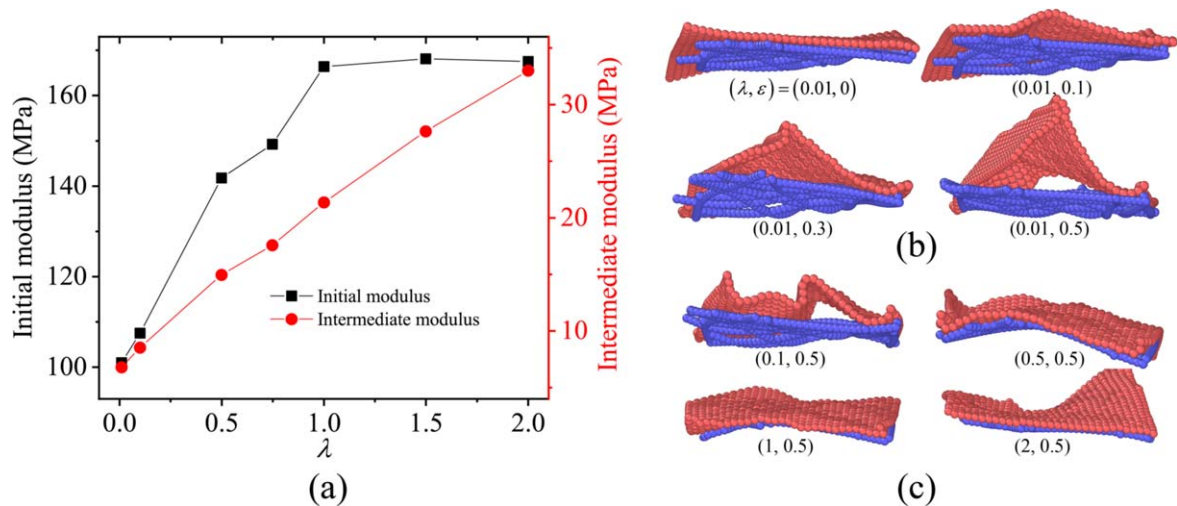 Initial modulus (MPa)
160
140
120
100
Initial modulus
Intermediate modulus
30
20
10
Intermediate modulus (MPa)
0.0 0.5 1.0 1.5 2.0
λ
(a)
(λ, ε) = (0.01, 0)
(0.01, 0.1)
(0.01, 0.3)
(0.01, 0.5)
(b)
(0.1, 0.5)
(0.5, 0.5)
(1, 0.5)
(2, 0.5)
(c)